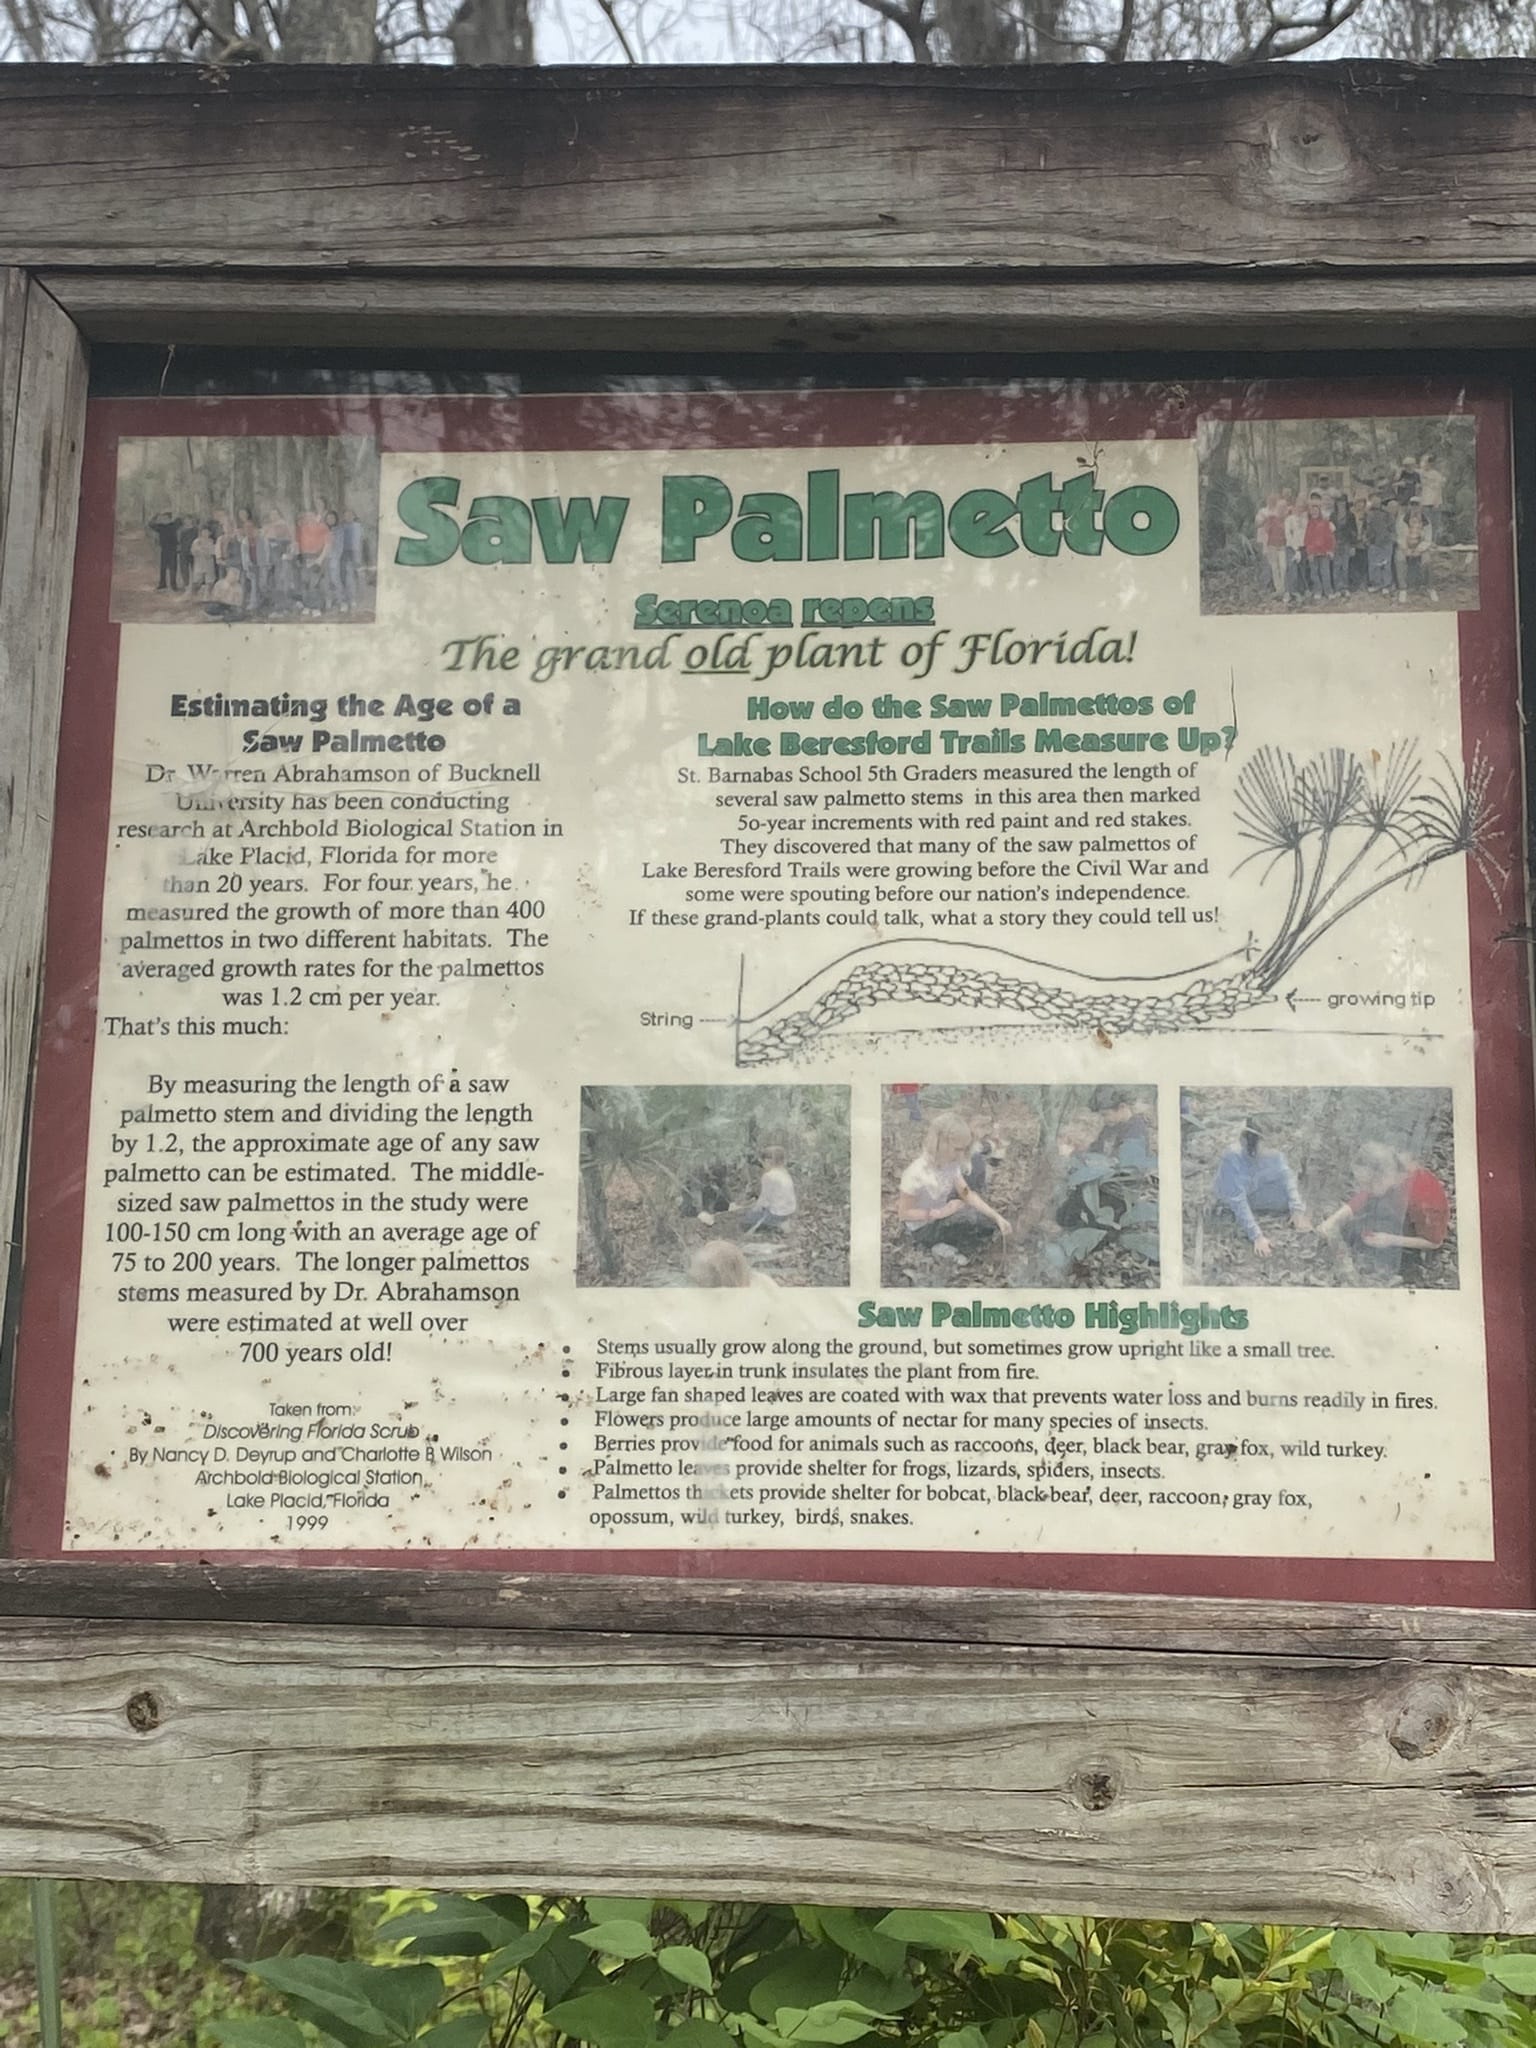 Saw Palmetto
Serenoa repens
The grand old plant of Florida!
Estimating the Age of a
Saw Palmetto
Dr. Warren Abrahamson of Bucknell
University has been conducting
research at Archbold Biological Station in
Lake Placid, Florida for more
than 20 years. For four years, he
measured the growth of more than 400
palmettos in two different habitats. The
averaged growth rates for the palmettos
was 1.2 cm per year.
That's this much:
By measuring the length of a saw
palmetto stem and dividing the length
by 1.2, the approximate age of any saw
palmetto can be estimated. The middle-
sized saw palmettos in the study were
100-150 cm long with an average age of
75 to 200 years. The longer palmettos
stems measured by Dr. Abrahamson
were estimated at well over
700 years old!
Taken from:
Discovering Florida Scrub
By Nancy D. Deyrup and Charlotte B Wilson
Archbold Biological Station
Lake Placid, Florida
1999
How do the Saw Palmettos of
Lake Beresford Trails Measure Up?
St. Barnabas School 5th Graders measured the length of
several saw palmetto stems in this area then marked
5o-year increments with red paint and red stakes.
They discovered that many of the saw palmettos of
Lake Beresford Trails were growing before the Civil War and
some were spouting before our nation's independence.
If these grand-plants could talk, what a story they could tell us!
String
growing tip
Saw Palmetto Highlights
• Stems usually grow along the ground, but sometimes grow upright like a small tree.
• Fibrous layer in trunk insulates the plant from fire.
• Large fan shaped leaves are coated with wax that prevents water loss and burns readily in fires.
• Flowers produce large amounts of nectar for many species of insects.
• Berries provide food for animals such as raccoons, deer, black bear, gray fox, wild turkey.
• Palmetto leaves provide shelter for frogs, lizards, spiders, insects.
• Palmettos thickets provide shelter for bobcat, black bear, deer, raccoon, gray fox,
opossum, wild turkey, birds, snakes.